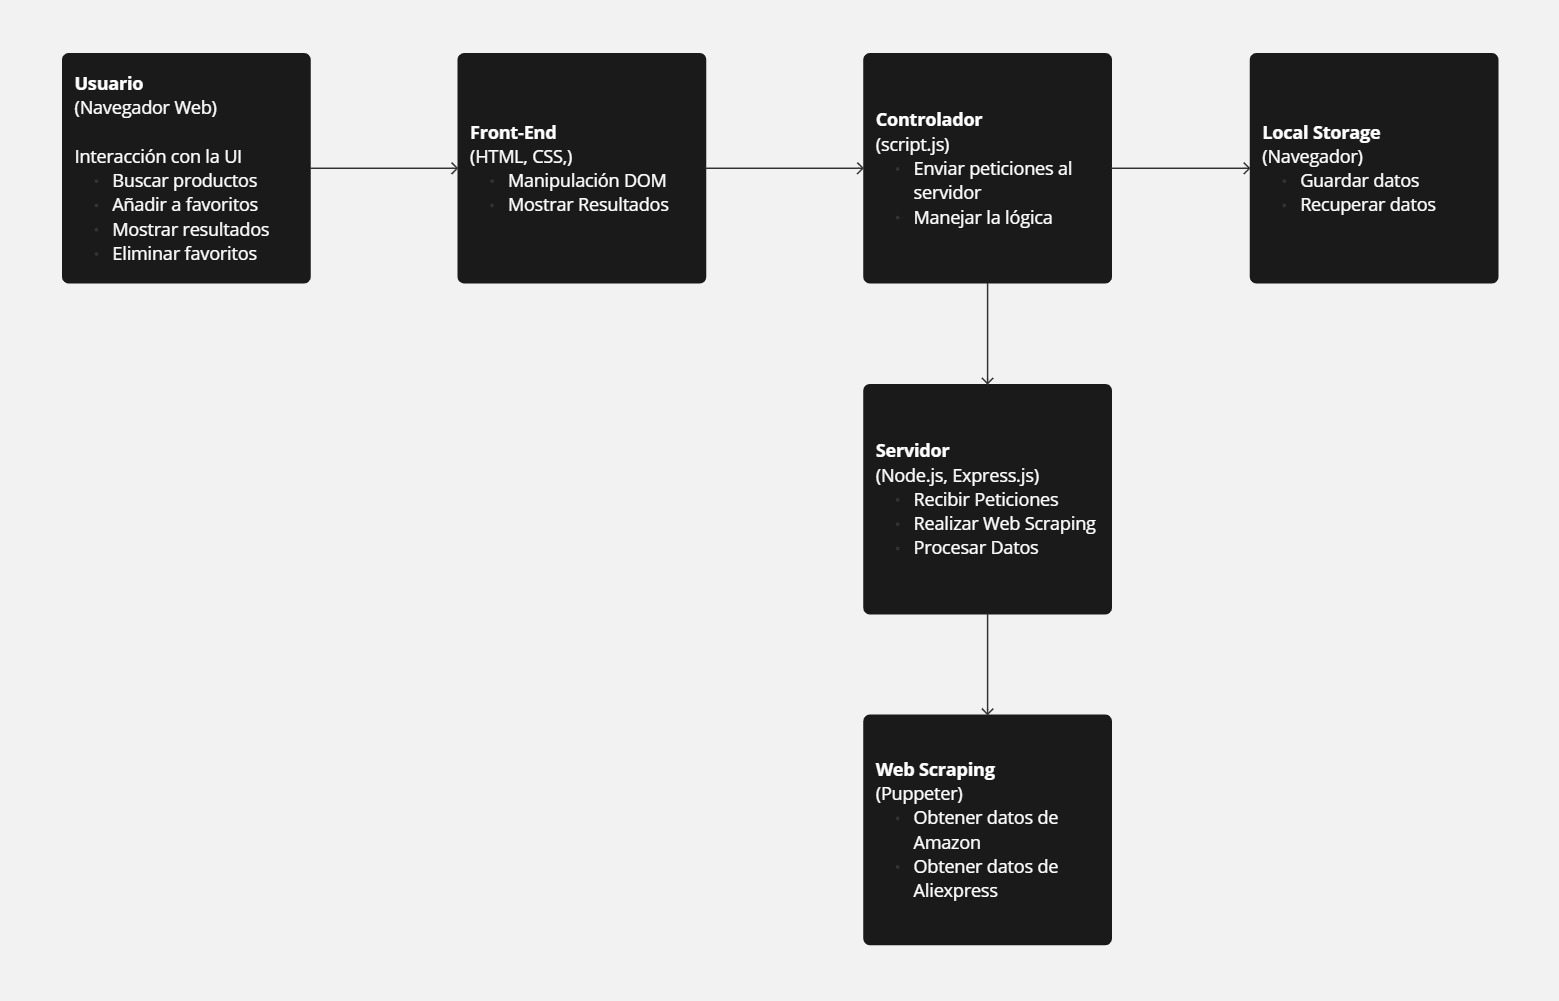 Usuario
(Navegador Web)
Interacción con la UI
Buscar productos
Añadir a favoritos
Mostrar resultados
Eliminar favoritos
Front-End
(HTML, CSS,)
Manipulación DOM
Mostrar Resultados
Controlador
(script.js)
Enviar peticiones al
servidor
Manejar la lógica
Local Storage
(Navegador)
Guardar datos
Recuperar datos
Servidor
(Node.js, Express.js)
Recibir Peticiones
Realizar Web Scraping
Procesar Datos
Web Scraping
(Puppeter)
Obtener datos de
Amazon
Obtener datos de
Aliexpress